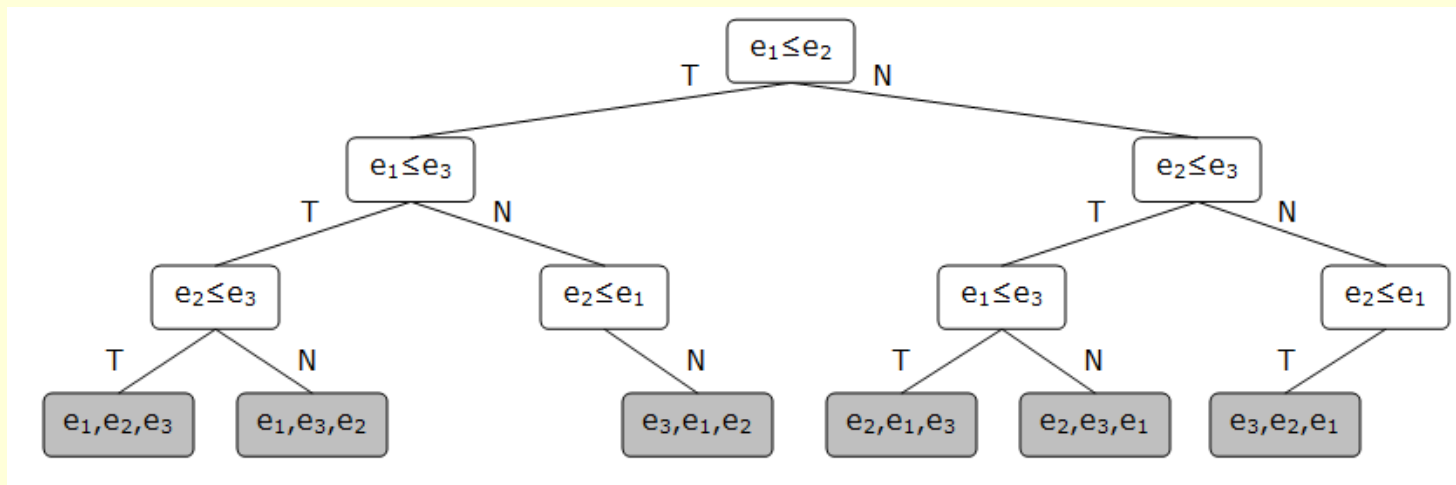 e₁≤e₂
T N
e₁≤e₃ e₂≤e₃
T N T N
e₂≤e₃ e₂≤e₁ e₁≤e₃ e₂≤e₁
T N N T N T
e₁,e₂,e₃ e₁,e₃,e₂ e₃,e₁,e₂ e₂,e₁,e₃ e₂,e₃,e₁ e₃,e₂,e₁